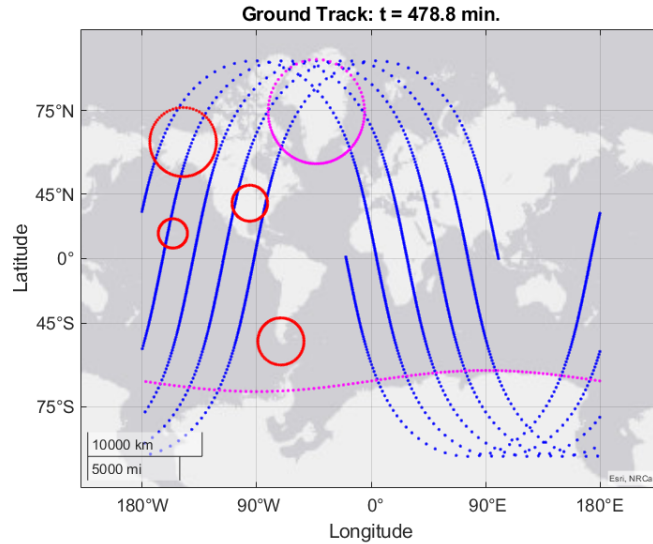 Ground Track: t = 478.8 min.
75°N
45°N
0°
45°S
75°S
Latitude
10000 km
5000 mi
Esri, NRCa
180°W
90°W
0°
90°E
180°E
Longitude